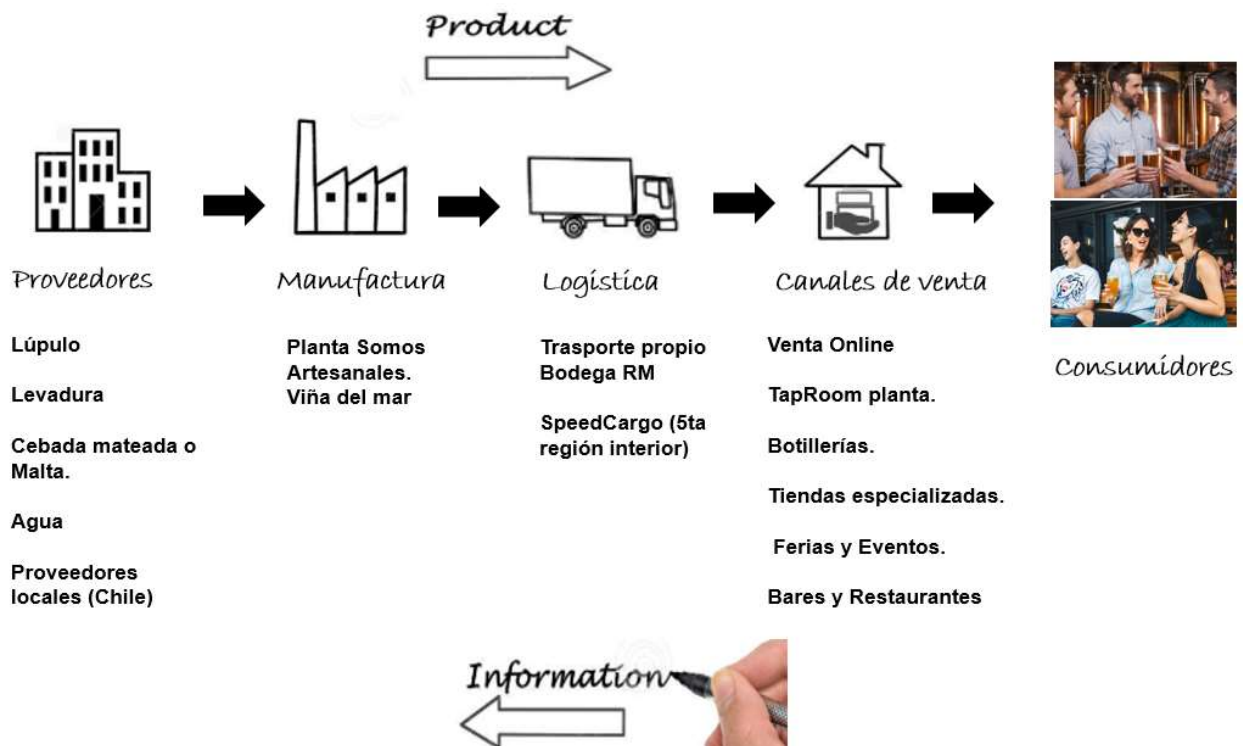 Product
Proveedores
Manufactura
Logística
Canales de venta
Consumidores
Lúpulo
Levadura
Cebada mateada o
Malta.
Agua
Proveedores
locales (Chile)
Planta Somos
Artesanales.
Viña del mar
Trasporte propio
Bodega RM
SpeedCargo (5ta
región interior)
Venta Online
TapRoom planta.
Botillerías.
Tiendas especializadas.
Ferias y Eventos.
Bares y Restaurantes
Information